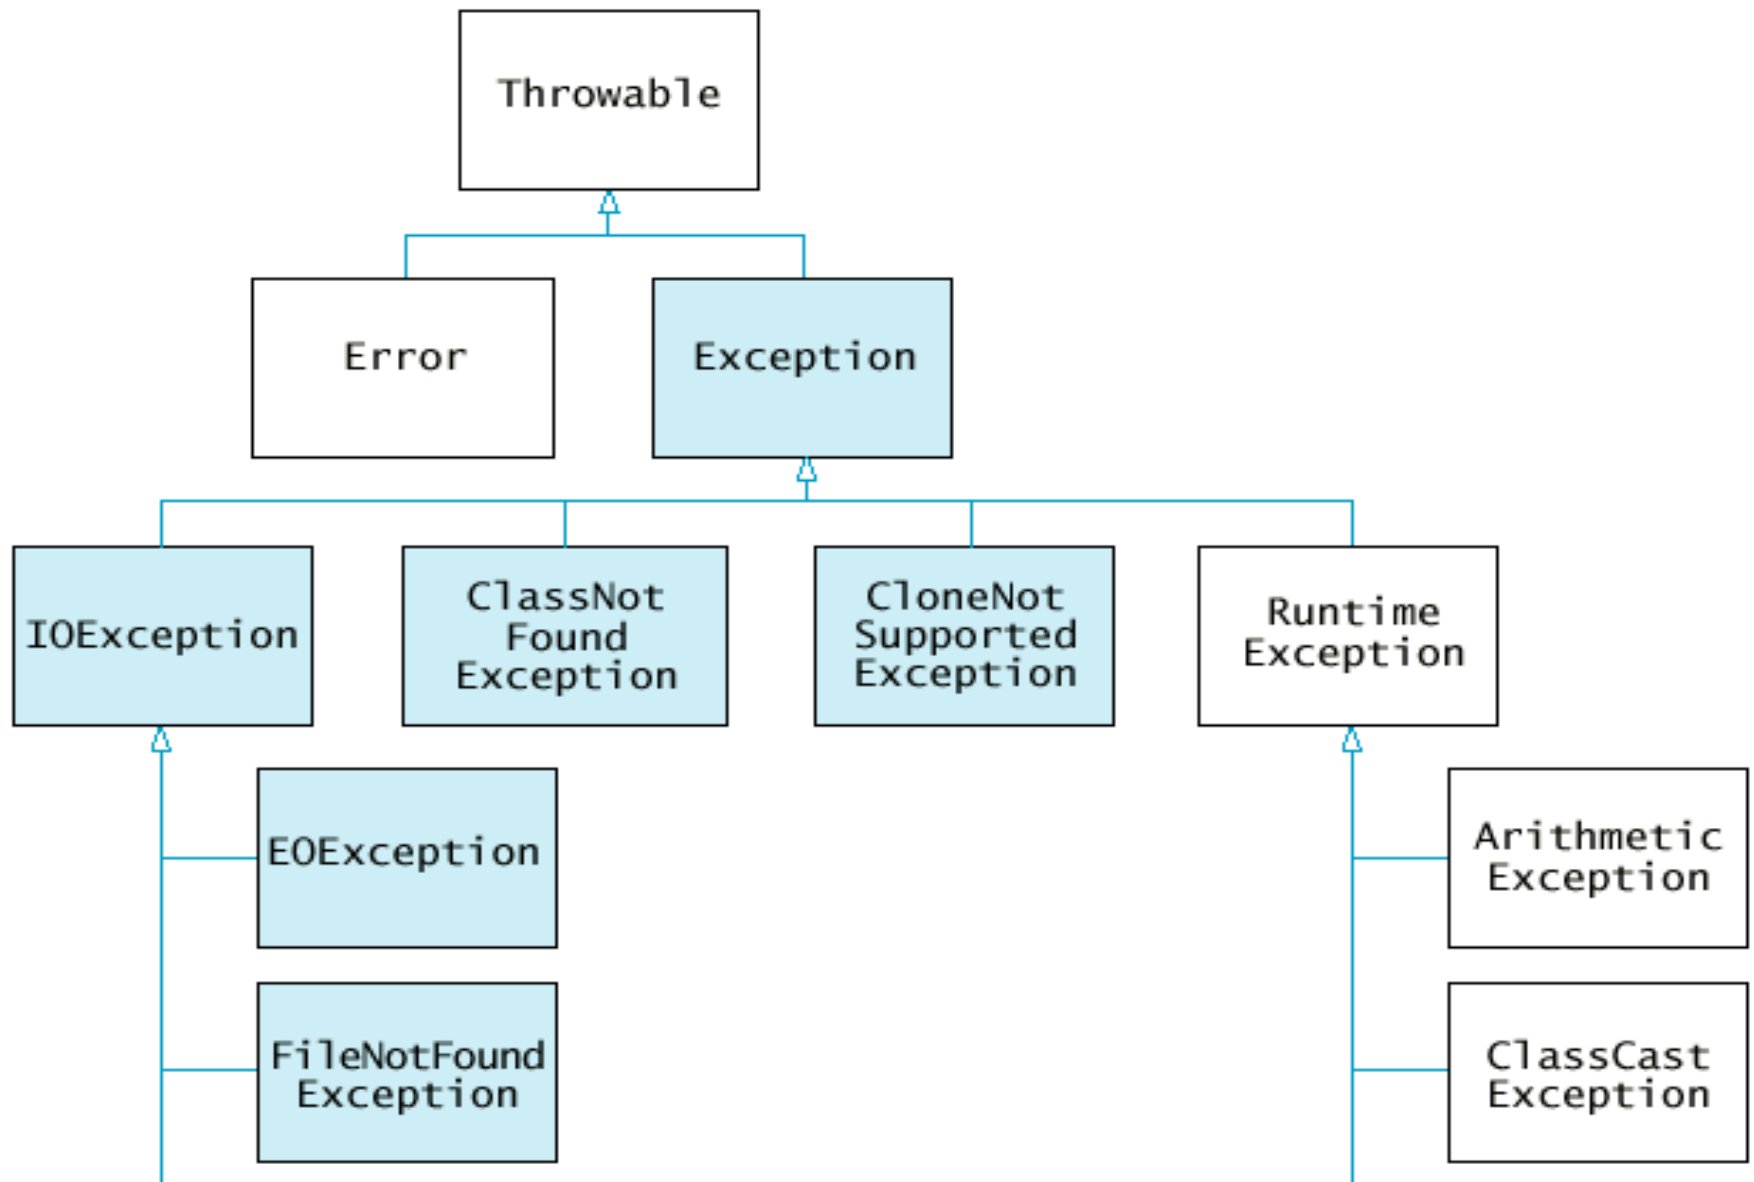 Throwable
Error
Exception
IOException
ClassNot
Found
Exception
CloneNot
Supported
Exception
Runtime
Exception
EOException
Arithmetic
Exception
FileNotFound
Exception
ClassCast
Exception